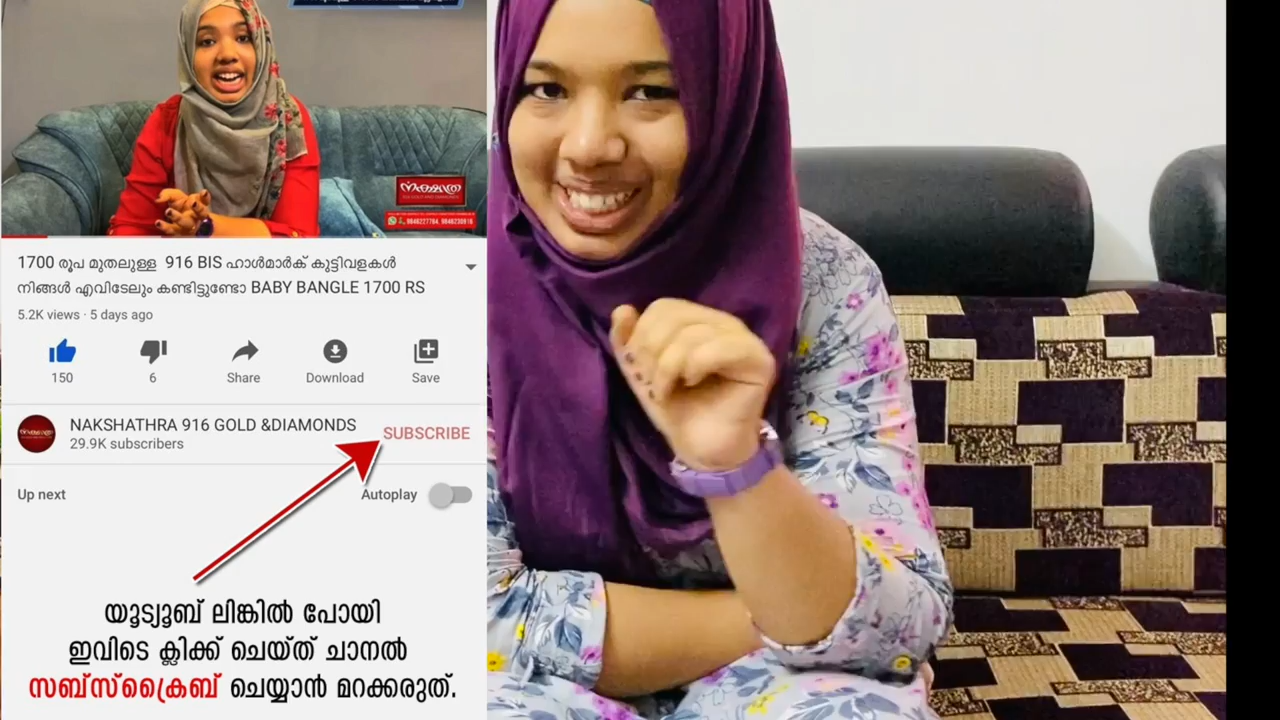 നക്ഷത്ര
1700 രൂപ മുതലുള്ള 916 BIS ഹാൾമാർക് കുട്ടിവളകൾ
നിങ്ങൾ എവിടേലും കണ്ടിട്ടുണ്ടോ BABY BANGLE 1700 RS
5.2K views · 5 days ago
150
6
Share
Download
Save
NAKSHATHRA 916 GOLD &DIAMONDS
29.9K subscribers
SUBSCRIBE
Up next
Autoplay
യൂട്യൂബ് ലിങ്കിൽ പോയി
ഇവിടെ ക്ലിക്ക് ചെയ്ത് ചാനൽ
സബ്സ്ക്രൈബ് ചെയ്യാൻ മറക്കരുത്.